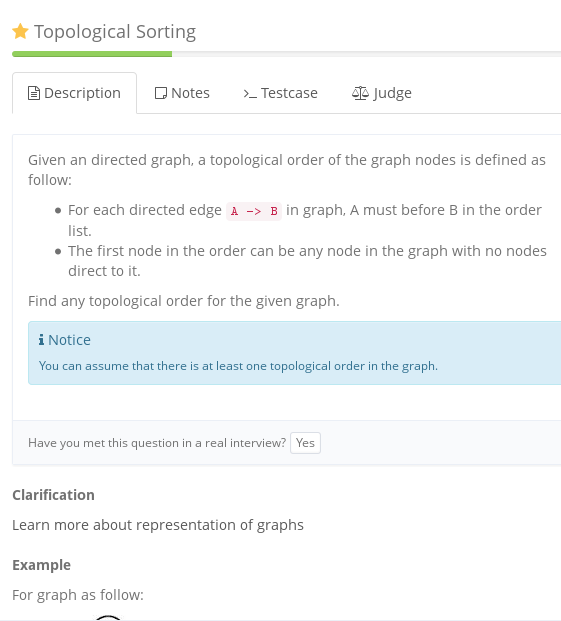 Topological Sorting
Description Notes Testcase Judge
Given an directed graph, a topological order of the graph nodes is defined as
follow:
For each directed edge A -> B in graph, A must before B in the order
list.
The first node in the order can be any node in the graph with no nodes
direct to it.
Find any topological order for the given graph.
Notice
You can assume that there is at least one topological order in the graph.
Have you met this question in a real interview? Yes
Clarification
Learn more about representation of graphs
Example
For graph as follow: